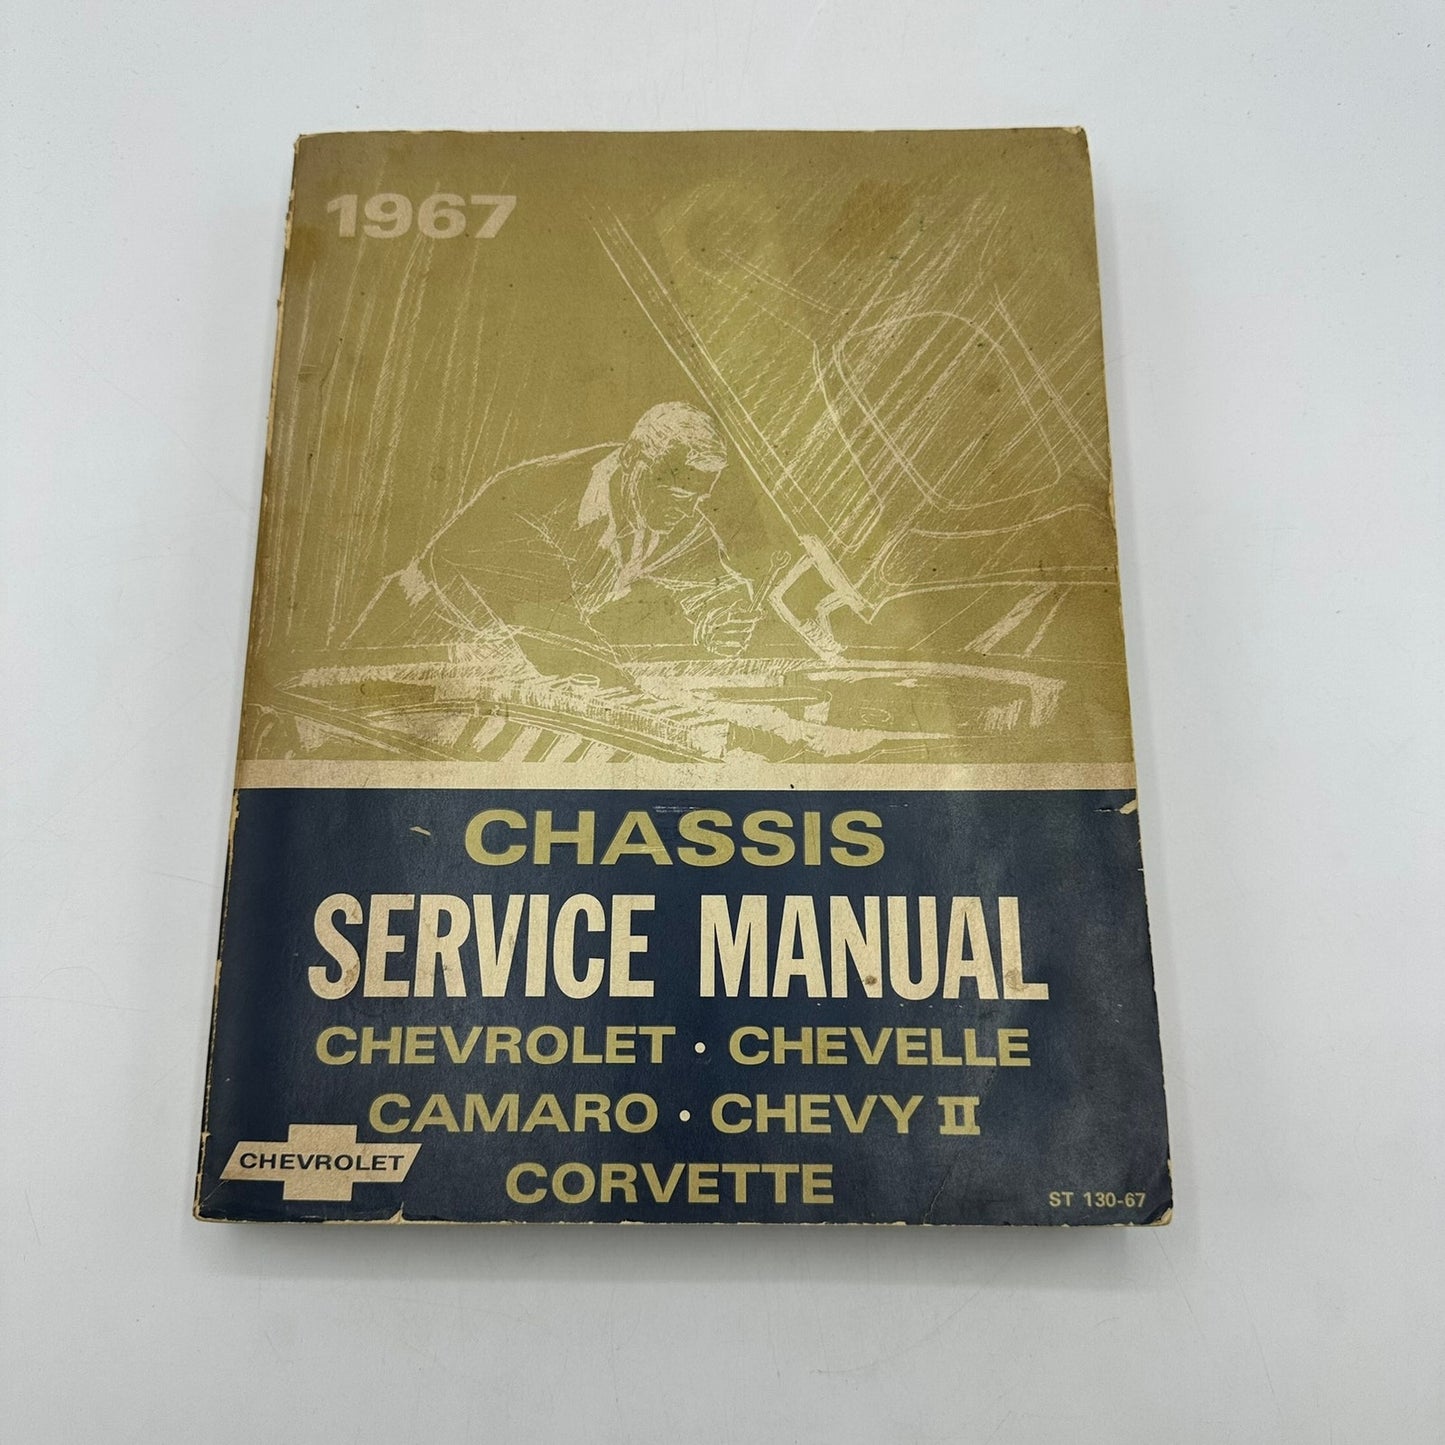 1967
CHASSIS
SERVICE MANUAL
CHEVROLET • CHEVELLE
CAMARO • CHEVY II
CHEVROLET
CORVETTE
ST 130-67